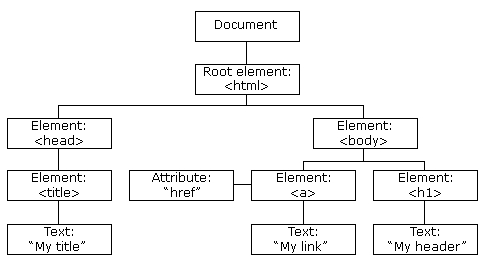 Document
Root element:
<html>
Element:
<head>
Element:
<body>
Element:
<title>
Attribute:
“href”
Element:
<a>
Element:
<h1>
Text:
“My title”
Text:
“My link”
Text:
“My header”